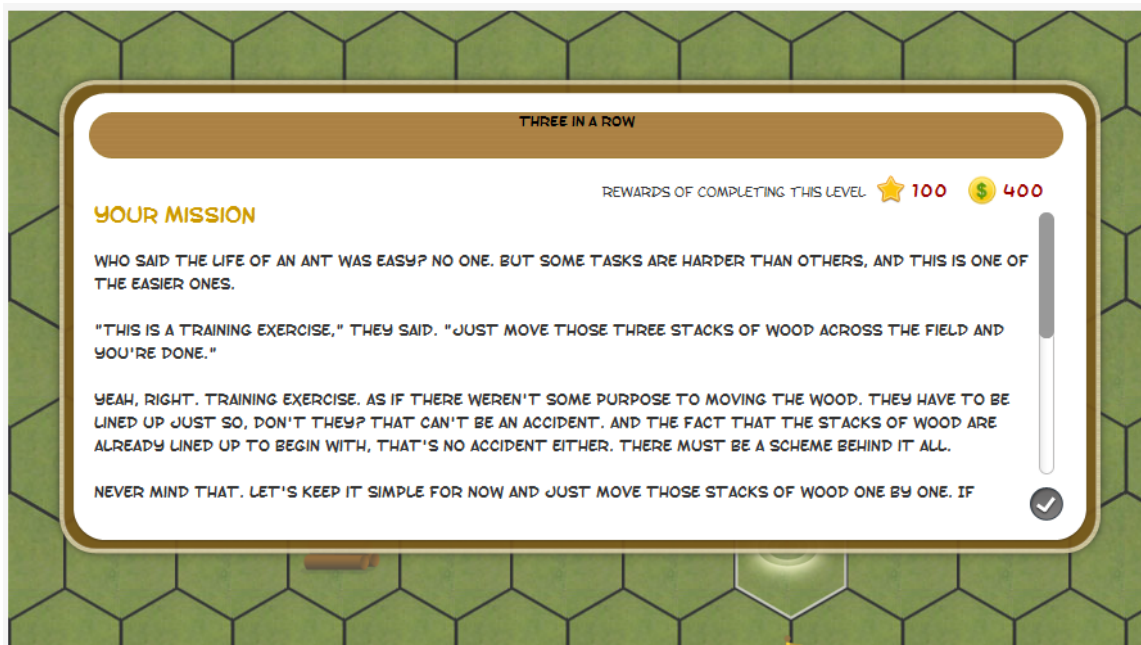 THREE IN A ROW
REWARDS OF COMPLETING THIS LEVEL 100 400
YOUR MISSION
WHO SAID THE LIFE OF AN ANT WAS EASY? NO ONE. BUT SOME TASKS ARE HARDER THAN OTHERS, AND THIS IS ONE OF
THE EASIER ONES.
"THIS IS A TRAINING EXERCISE," THEY SAID. "JUST MOVE THOSE THREE STACKS OF WOOD ACROSS THE FIELD AND
YOU'RE DONE."
YEAH, RIGHT. TRAINING EXERCISE. AS IF THERE WEREN'T SOME PURPOSE TO MOVING THE WOOD. THEY HAVE TO BE
LINED UP JUST SO, DON'T THEY? THAT CAN'T BE AN ACCIDENT. AND THE FACT THAT THE STACKS OF WOOD ARE
ALREADY LINED UP TO BEGIN WITH, THAT'S NO ACCIDENT EITHER. THERE MUST BE A SCHEME BEHIND IT ALL.
NEVER MIND THAT. LET'S KEEP IT SIMPLE FOR NOW AND JUST MOVE THOSE STACKS OF WOOD ONE BY ONE. IF